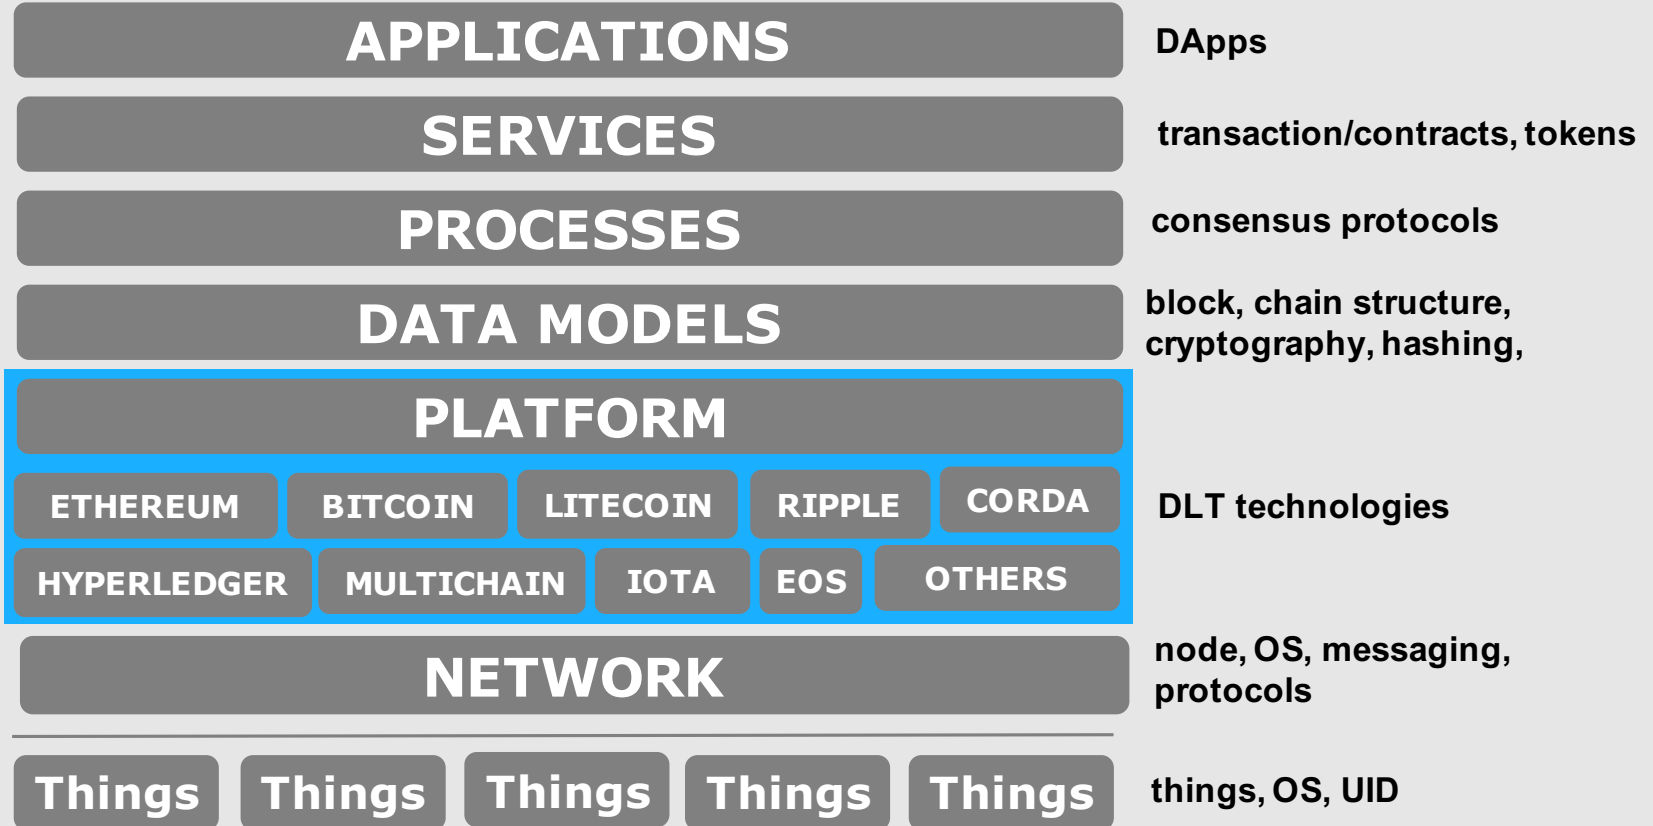 APPLICATIONS
DApps
SERVICES
transaction/contracts, tokens
PROCESSES
consensus protocols
DATA MODELS
block, chain structure,
cryptography, hashing,
PLATFORM
ETHEREUM
BITCOIN
LITECOIN
RIPPLE
CORDA
DLT technologies
HYPERLEDGER
MULTICHAIN
IOTA
EOS
OTHERS
NETWORK
node, OS, messaging,
protocols
Things
Things
Things
Things
Things
things, OS, UID